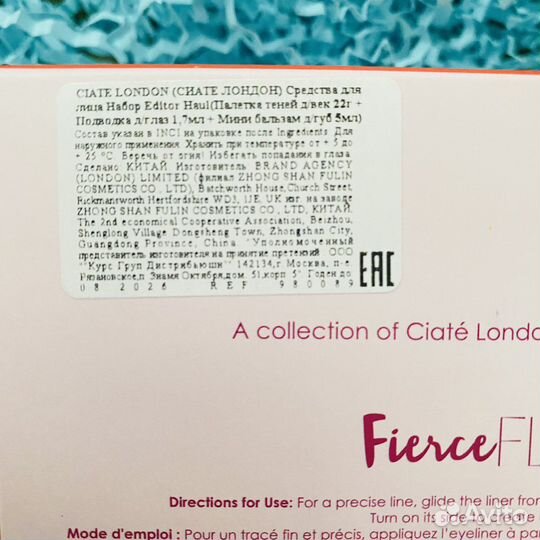 CIATE LONDON (СИАТЕ ЛОНДОН) Средства для
лица Набор Editor Haul(Палетка теней д/век 22г +
Подводка д/глаз 1,7мл + Мини бальзам д/губ 5мл)
Состав указан в INCI на упаковке после Ingredients. Для
наружного применения. Хранить при температуре от + 5 до
+ 25 °С. Беречь от огня! Избегать попадания в глаза.
Сделано КИТАЙ. Изготовитель BRAND AGENCY
(LONDON) LIMITED (филиал ZHONG SHAN FULIN
COSMETICS CO., LTD), Batchworth House,Church Street,
Rickmansworth Hertfordshire WD3, 1JE, UK изг. на заводе
ZHONG SHAN FULIN COSMETICS CO., LTD, КИТАЙ.
The 2nd economical Cooperative Association, Beizhou,
Shenglong Village Dongsheng Town, Zhongshan City,
Guangdong Province, China. "Уполномоченный
представитель изготовителя на принятие претензий ООО
"Курс Груп Дистрибьюшн" 142134,г Москва, п-е
Рязановское,п Знамя Октября,дом. 51,корп 5" Годен до
08 2026 REF 980089
EAC
A collection of Ciaté Londo
FierceFL
Directions for Use: For a precise line, glide the liner from
Turn on its side to create
Mode d'emploi : Pour un tracé fin et précis, appliquez l'eyeliner à par
Avito